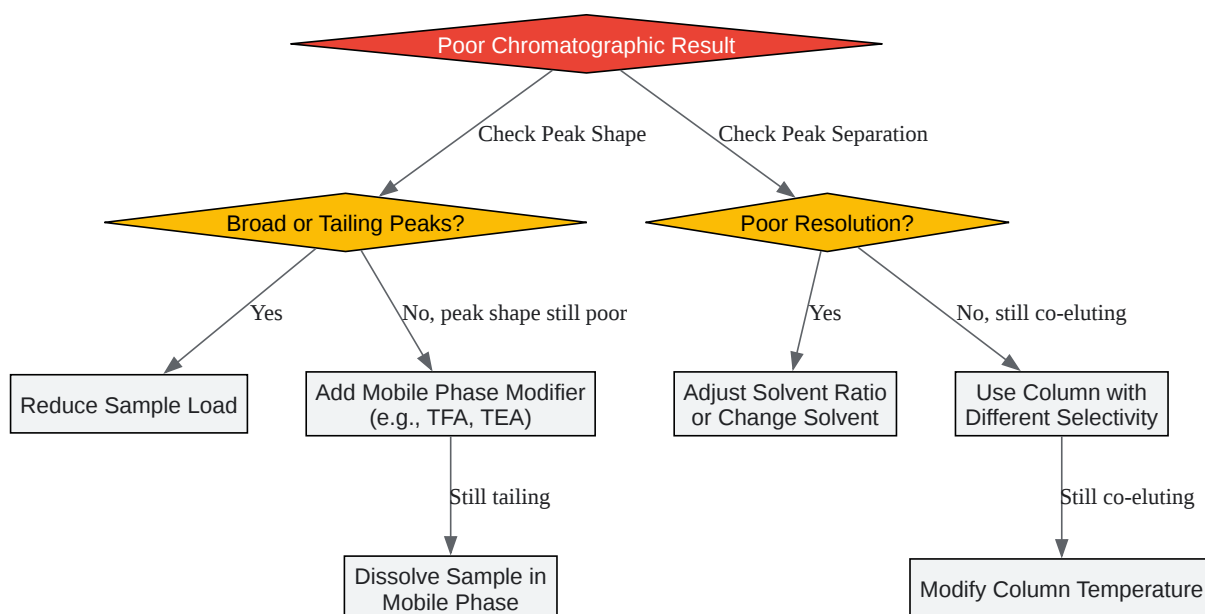 Poor Chromatographic Result
Check Peak Shape
Check Peak Separation
Broad or Tailing Peaks?
Poor Resolution?
Yes
No, peak shape still poor
Yes
No, still co-eluting
Reduce Sample Load
Add Mobile Phase Modifier
(e.g., TFA, TEA)
Adjust Solvent Ratio
or Change Solvent
Use Column with
Different Selectivity
Still tailing
Still co-eluting
Dissolve Sample in
Mobile Phase
Modify Column Temperature